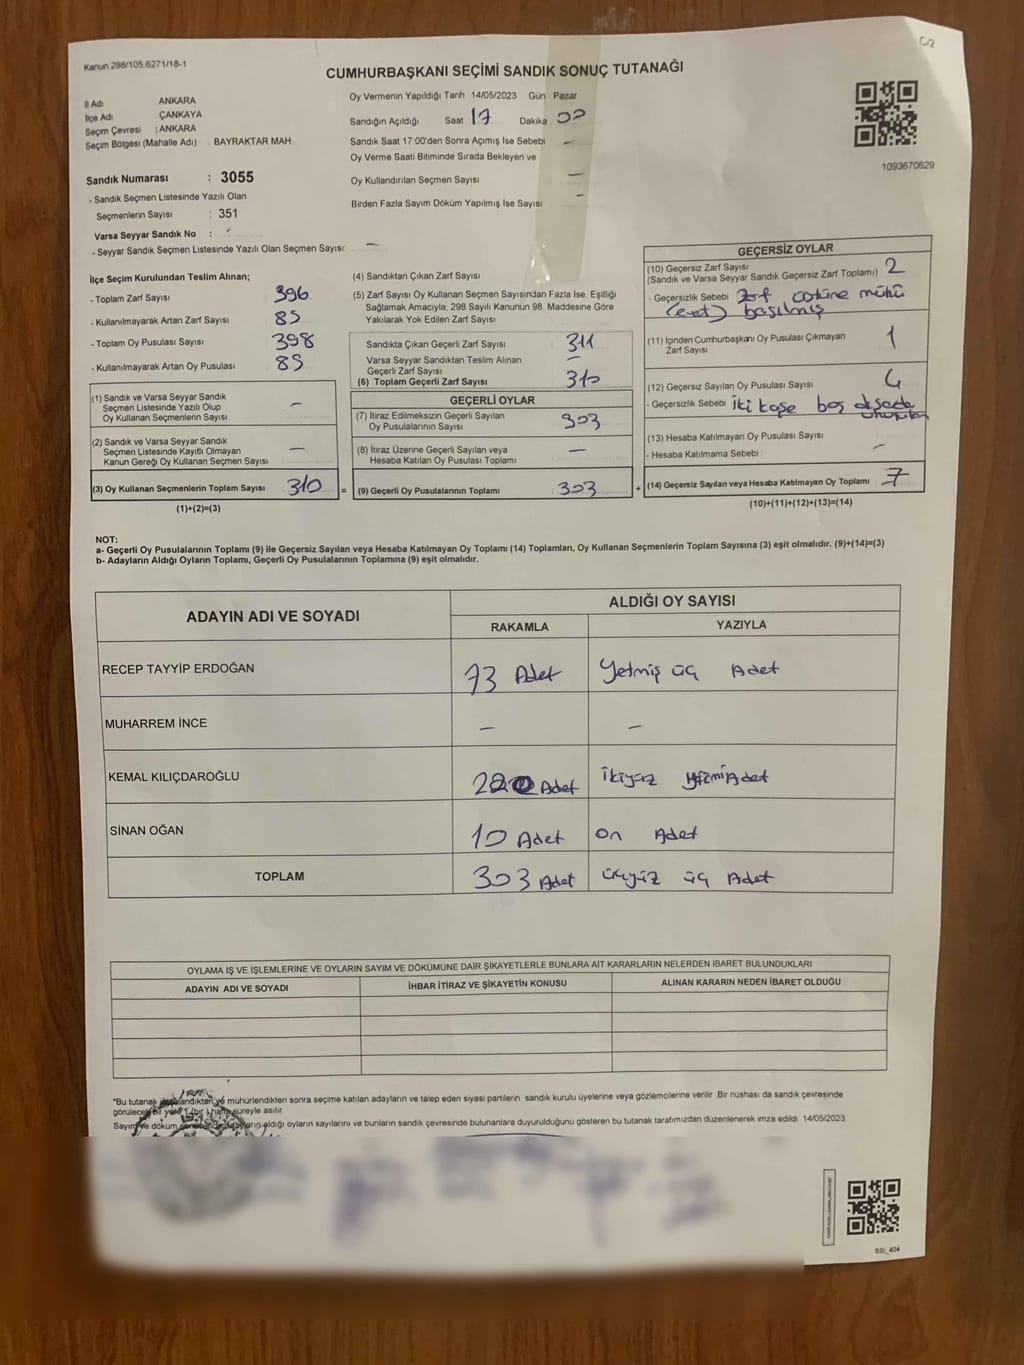 C/2
Kanun 298/105.6271/18-1
CUMHURBAŞKANI SEÇİMİ SANDIK SONUÇ TUTANAĞI
İl Adı ANKARA
İlçe Adı ÇANKAYA
Seçim Çevresi : ANKARA
Seçim Bölgesi (Mahalle Adı) BAYRAKTAR MAH
Oy Vermenin Yapıldığı Tarih 14/05/2023 Gün Pazar
Sandığın Açıldığı Saat 17 Dakika 00
Sandık Saat 17:00'den Sonra Açımış İse Sebebi –
Oy Verme Saati Bitiminde Sırada Bekleyen ve
Oy Kullandırılan Seçmen Sayısı –
Birden Fazla Sayım Döküm Yapılmış İse Sayısı -
1093670629
Sandık Numarası : 3055
- Sandık Seçmen Listesinde Yazılı Olan
Seçmenlerin Sayısı : 351
Varsa Seyyar Sandık No :
- Seyyar Sandık Seçmen Listesinde Yazılı Olan Seçmen Sayısı: –
İlçe Seçim Kurulundan Teslim Alınan;
- Toplam Zarf Sayısı 396
- Kullanılmayarak Artan Zarf Sayısı 85
- Toplam Oy Pusulası Sayısı 398
- Kullanılmayarak Artan Oy Pusulası 85
(1) Sandık ve Varsa Seyyar Sandık
Seçmen Listesinde Yazılı Olup
Oy Kullanan Seçmenlerin Sayısı –
(2) Sandık ve Varsa Seyyar Sandık
Seçmen Listesinde Kayıtlı Olmayan
Kanun Gereği Oy Kullanan Seçmen Sayısı –
(3) Oy Kullanan Seçmenlerin Toplam Sayısı 310 =
(1)+(2)=(3)
(4) Sandıktan Çıkan Zarf Sayısı
(5) Zarf Sayısı Oy Kullanan Seçmen Sayısından Fazla İse, Eşitliği
Sağlamak Amacıyla, 298 Sayılı Kanunun 98. Maddesine Göre
Yakılarak Yok Edilen Zarf Sayısı
Sandıkta Çıkan Geçerli Zarf Sayısı 311
Varsa Seyyar Sandıktan Teslim Alınan
Geçerli Zarf Sayısı –
(6) Toplam Geçerli Zarf Sayısı 310
GEÇERLİ OYLAR
(7) İtiraz Edilmeksizin Geçerli Sayılan
Oy Pusulalarının Sayısı 303
(8) İtiraz Üzerine Geçerli Sayılan veya
Hesaba Katılan Oy Pusulası Toplamı –
(9) Geçerli Oy Pusulalarının Toplamı 303 +
GEÇERSİZ OYLAR
(10) Geçersiz Zarf Sayısı
(Sandık ve Varsa Seyyar Sandık Geçersiz Zarf Toplamı) 2
- Geçersizlik Sebebi Zarf üstüne mühü
(evet) basılmış
(11) İçinden Cumhurbaşkanı Oy Pusulası Çıkmayan
Zarf Sayısı 1
(12) Geçersiz Sayılan Oy Pusulası Sayısı 4
- Geçersizlik Sebebi iki kaşe boş
(13) Hesaba Katılmayan Oy Pusulası Sayısı
- Hesaba Katılmama Sebebi –
(14) Geçersiz Sayılan veya Hesaba Katılmayan Oy Toplamı 7
(10)+(11)+(12)+(13)=(14)
NOT:
a- Geçerli Oy Pusulalarının Toplamı (9) ile Geçersiz Sayılan veya Hesaba Katılmayan Oy Toplamı (14) Toplamları, Oy Kullanan Seçmenlerin Toplam Sayısına (3) eşit olmalıdır. (9)+(14)=(3)
b- Adayların Aldığı Oyların Toplamı, Geçerli Oy Pusulalarının Toplamına (9) eşit olmalıdır.
ADAYIN ADI VE SOYADI ALDIĞI OY SAYISI
RAKAMLA YAZIYLA
RECEP TAYYİP ERDOĞAN 73 Adet Yetmiş üç Adet
MUHARREM İNCE – –
KEMAL KILIÇDAROĞLU 220 Adet ikiyüz yirmi Adet
SİNAN OĞAN 10 Adet on Adet
TOPLAM 303 Adet üçyüz üç Adet
OYLAMA İŞ VE İŞLEMLERİNE VE OYLARIN SAYIM VE DÖKÜMÜNE DAİR ŞİKAYETLERLE BUNLARA AİT KARARLARIN NELERDEN İBARET BULUNDUKLARI
ADAYIN ADI VE SOYADI İHBAR İTİRAZ VE ŞİKAYETİN KONUSU ALINAN KARARIN NEDEN İBARET OLDUĞU
*Bu tutanak ve mühürlendikten sonra seçime katılan adayların ve talep eden siyasi partilerin sandık kurulu üyelerine veya gözlemcilerine verilir. Bir nüshası da sandık çevresinde
görülecek bir yere 1 (bir) hafta süreyle asılır.
Sayım ve döküm aldığı oyların sayılarını ve bunların sandık çevresinde bulunanlara duyurulduğunu gösteren bu tutanak tarafımızdan düzenlenerek imza edildi. 14/05/2023
SSI_404